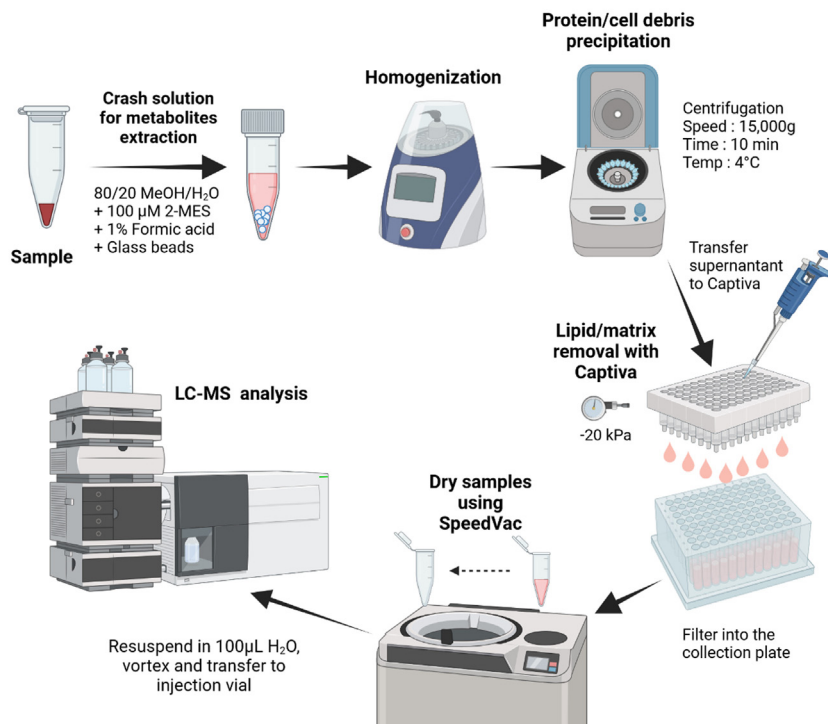 Sample
Crash solution
for metabolites
extraction
80/20 MeOH/H₂O
+ 100 µM 2-MES
+ 1% Formic acid
+ Glass beads
Homogenization
Protein/cell debris
precipitation
Centrifugation
Speed : 15,000g
Time : 10 min
Temp : 4°C
Transfer
supernantant
to Captiva
Lipid/matrix
removal with
Captiva
-20 kPa
Filter into the
collection plate
Dry samples
using
SpeedVac
Resuspend in 100µL H₂O,
vortex and transfer to
injection vial
LC-MS analysis